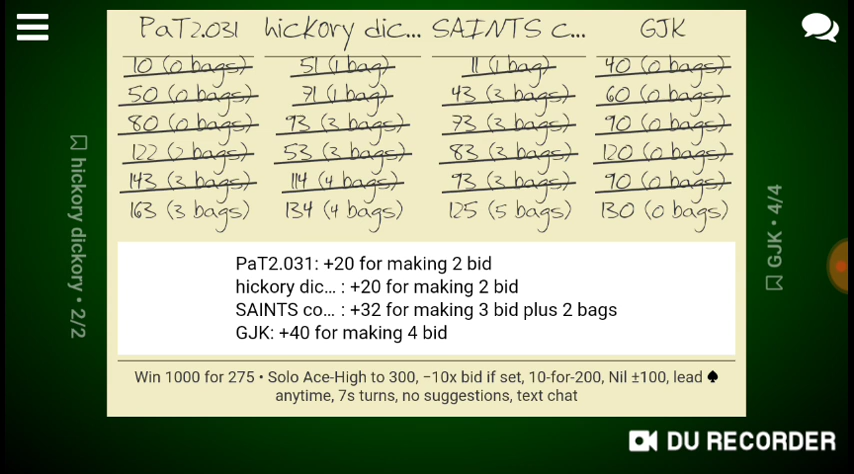 PaT2.031 hickory dic... SAINTS c... GJK
10 (0 bags) 51 (1 bag) 11 (1 bag) 40 (0 bags)
50 (0 bags) 71 (1 bag) 43 (3 bags) 60 (0 bags)
80 (0 bags) 93 (3 bags) 73 (3 bags) 90 (0 bags)
122 (2 bags) 53 (3 bags) 83 (3 bags) 120 (0 bags)
143 (3 bags) 114 (4 bags) 93 (3 bags) 90 (0 bags)
163 (3 bags) 134 (4 bags) 125 (5 bags) 130 (0 bags)
PaT2.031: +20 for making 2 bid
hickory dic... : +20 for making 2 bid
SAINTS co... : +32 for making 3 bid plus 2 bags
GJK: +40 for making 4 bid
Win 1000 for 275 • Solo Ace-High to 300, −10x bid if set, 10-for-200, Nil ±100, lead ♠
anytime, 7s turns, no suggestions, text chat
hickory dickory • 2/2
GJK • 4/4
DU RECORDER